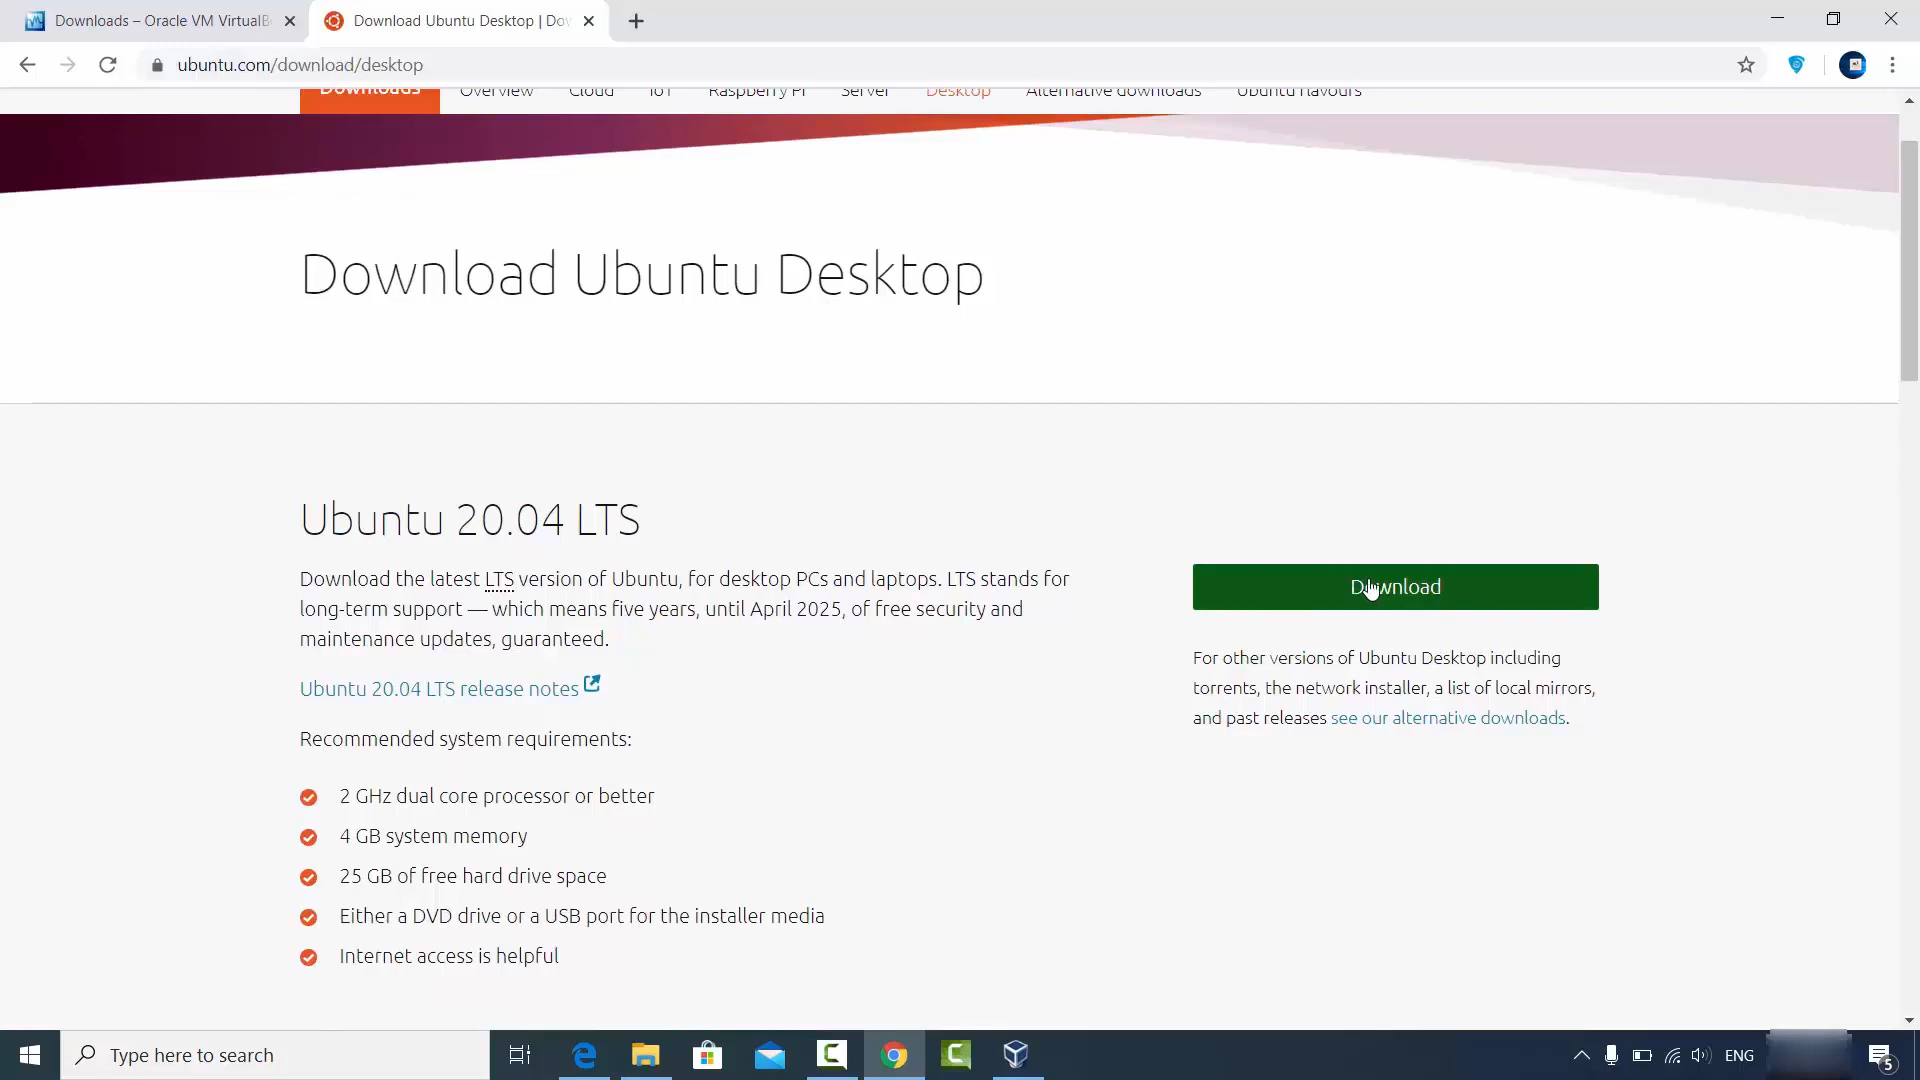 Downloads – Oracle VM VirtualB
Download Ubuntu Desktop | Do
ubuntu.com/download/desktop
Downloads Overview Cloud IoT Raspberry Pi Server Desktop Alternative downloads Ubuntu flavours
Download Ubuntu Desktop
Ubuntu 20.04 LTS
Download the latest LTS version of Ubuntu, for desktop PCs and laptops. LTS stands for
long-term support — which means five years, until April 2025, of free security and
maintenance updates, guaranteed.
Ubuntu 20.04 LTS release notes
Recommended system requirements:
2 GHz dual core processor or better
4 GB system memory
25 GB of free hard drive space
Either a DVD drive or a USB port for the installer media
Internet access is helpful
Download
For other versions of Ubuntu Desktop including
torrents, the network installer, a list of local mirrors,
and past releases see our alternative downloads.
Type here to search
ENG
5